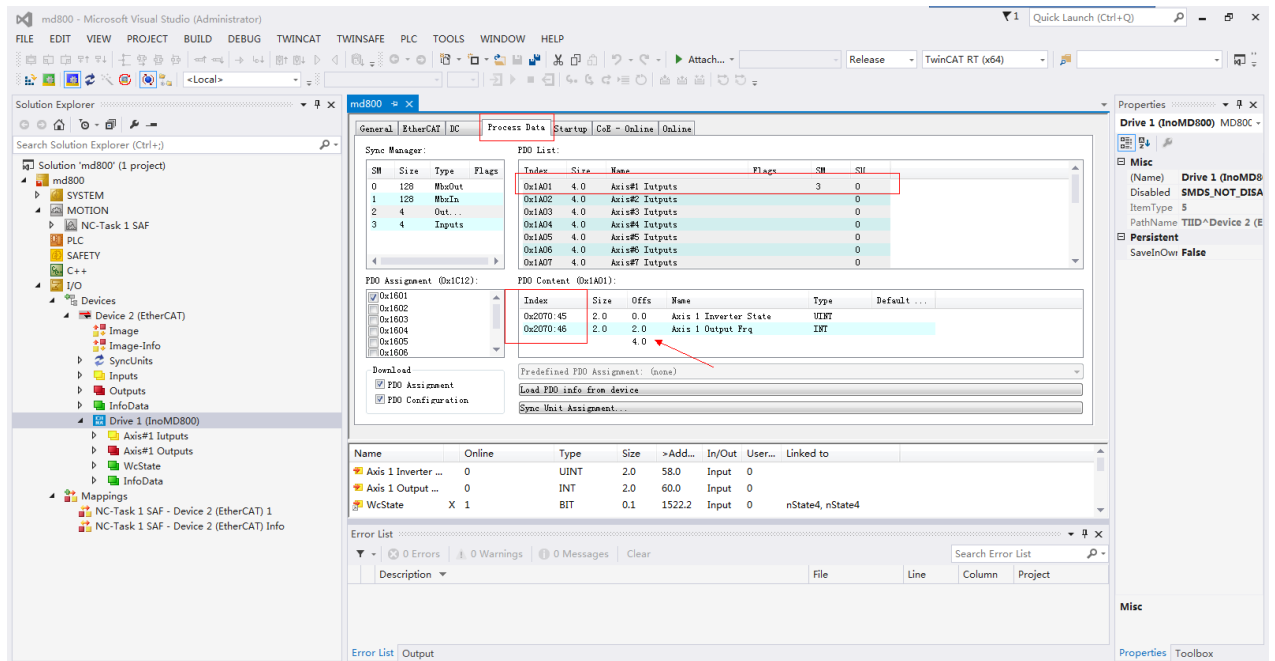 md800 - Microsoft Visual Studio (Administrator)
1 Quick Launch (Ctrl+Q)
FILE EDIT VIEW PROJECT BUILD DEBUG TWINCAT TWINSAFE PLC TOOLS WINDOW HELP
Attach... Release TwinCAT RT (x64)
<Local>
Solution Explorer
Search Solution Explorer (Ctrl+;)
Solution 'md800' (1 project)
md800
SYSTEM
MOTION
NC-Task 1 SAF
PLC
SAFETY
C++
I/O
Devices
Device 2 (EtherCAT)
Image
Image-Info
SyncUnits
Inputs
Outputs
InfoData
Drive 1 (InoMD800)
Axis#1 Iutputs
Axis#1 Outputs
WcState
InfoData
Mappings
NC-Task 1 SAF - Device 2 (EtherCAT) 1
NC-Task 1 SAF - Device 2 (EtherCAT) Info
md800
General EtherCAT DC Process Data Startup CoE - Online Online
Sync Manager:
SM Size Type Flags
0 128 MbxOut
1 128 MbxIn
2 4 Out...
3 4 Inputs
PDO List:
Index Size Name Flags SM SU
0x1A01 4.0 Axis#1 Iutputs 3 0
0x1A02 4.0 Axis#2 Iutputs 0
0x1A03 4.0 Axis#3 Iutputs 0
0x1A04 4.0 Axis#4 Iutputs 0
0x1A05 4.0 Axis#5 Iutputs 0
0x1A06 4.0 Axis#6 Iutputs 0
0x1A07 4.0 Axis#7 Iutputs 0
PDO Assignment (0x1C12):
0x1601
0x1602
0x1603
0x1604
0x1605
0x1606
PDO Content (0x1A01):
Index Size Offs Name Type Default ...
0x2070:45 2.0 0.0 Axis 1 Inverter State UINT
0x2070:46 2.0 2.0 Axis 1 Output Frq INT
4.0
Download
PDO Assignment
PDO Configuration
Predefined PDO Assignment: (none)
Load PDO info from device
Sync Unit Assignment...
Name Online Type Size >Add... In/Out User... Linked to
Axis 1 Inverter ... 0 UINT 2.0 58.0 Input 0
Axis 1 Output ... 0 INT 2.0 60.0 Input 0
WcState X 1 BIT 0.1 1522.2 Input 0 nState4, nState4
Error List
0 Errors 0 Warnings 0 Messages Clear Search Error List
Description File Line Column Project
Error List Output
Properties
Drive 1 (InoMD800) MD80C
Misc
(Name) Drive 1 (InoMD8
Disabled SMDS_NOT_DISA
ItemType 5
PathName TIID^Device 2 (E
Persistent
SaveInOwr False
Misc
Properties Toolbox